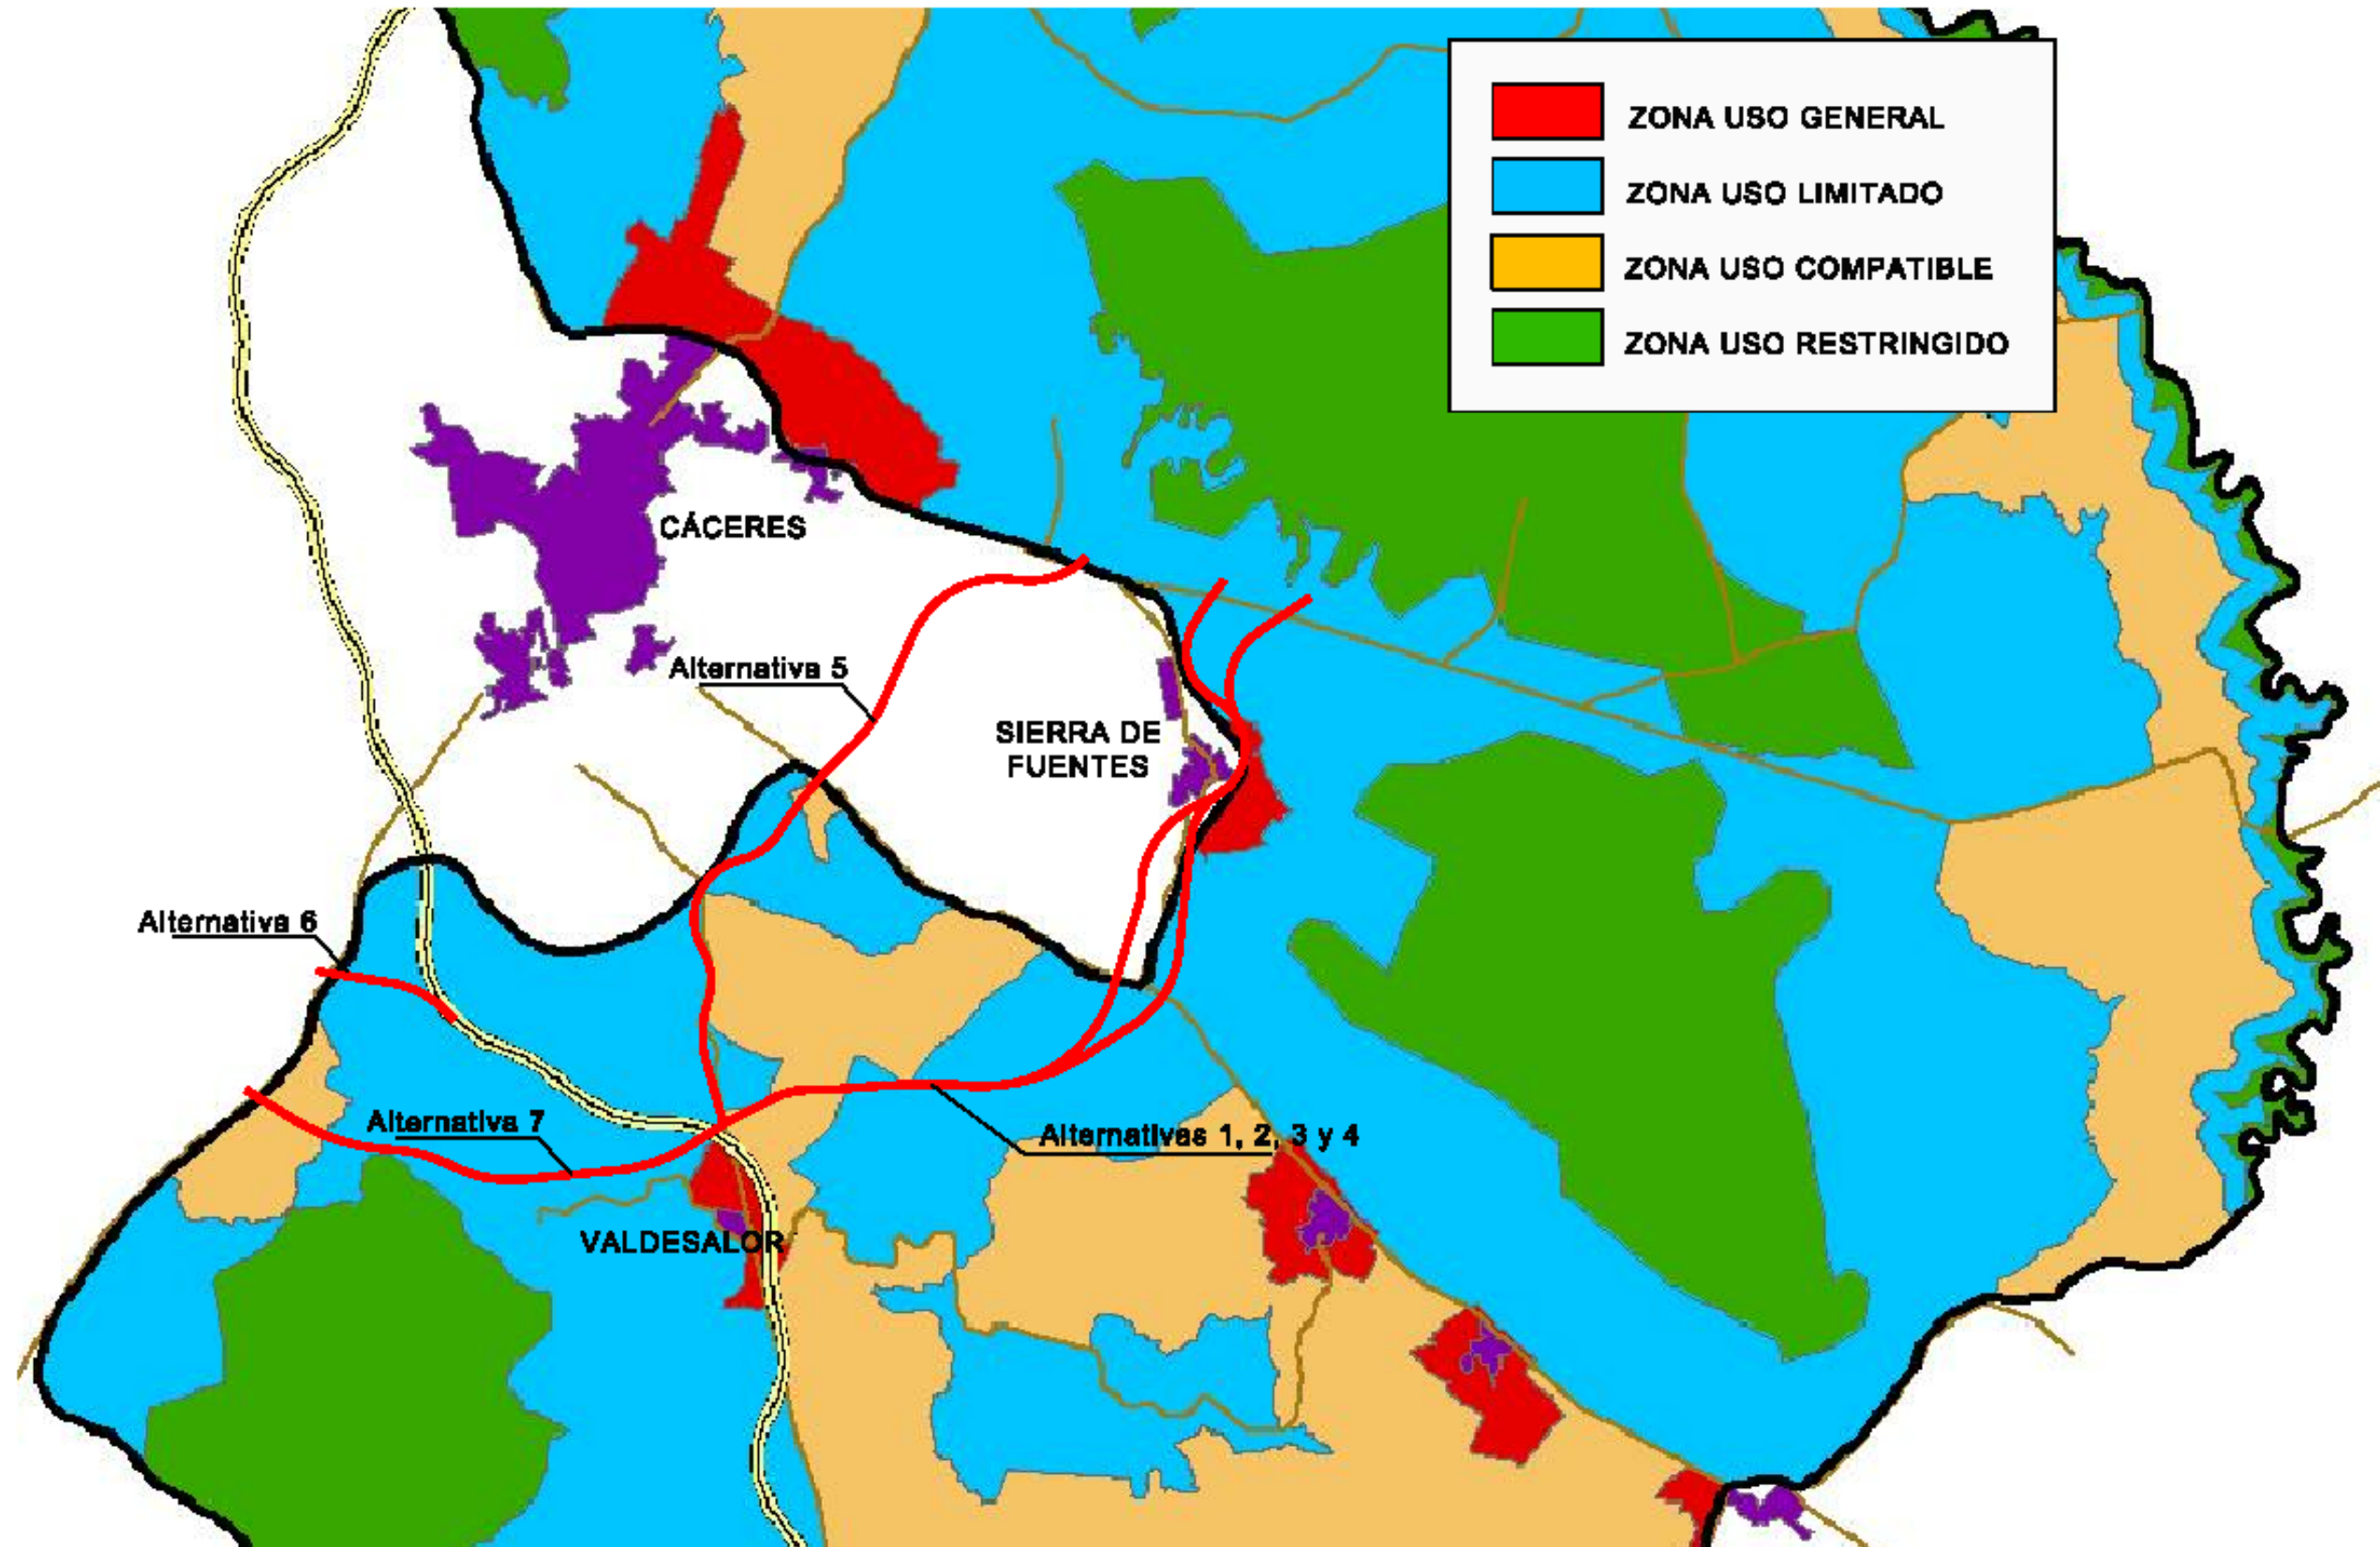 ZONA USO GENERAL
ZONA USO LIMITADO
ZONA USO COMPATIBLE
ZONA USO RESTRINGIDO
CÁCERES
Alternativa 5
SIERRA DE
FUENTES
Alternativa 6
Alternativa 7
Alternativas 1, 2, 3 y 4
VALDESALOR